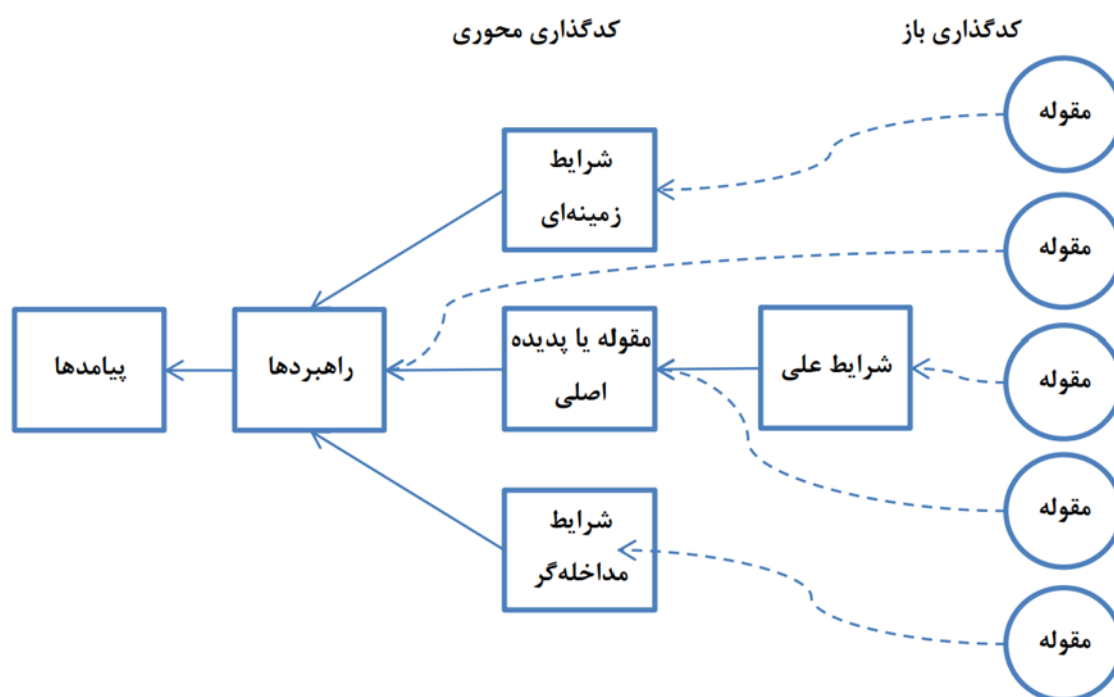 کدگذاری باز
کدگذاری محوری
مقوله
شرایط
زمینه‌ای
مقوله
مقوله یا پدیده
اصلی
شرایط علی
راهبردها
پیامدها
مقوله
مقوله
شرایط
مداخله‌گر
مقوله